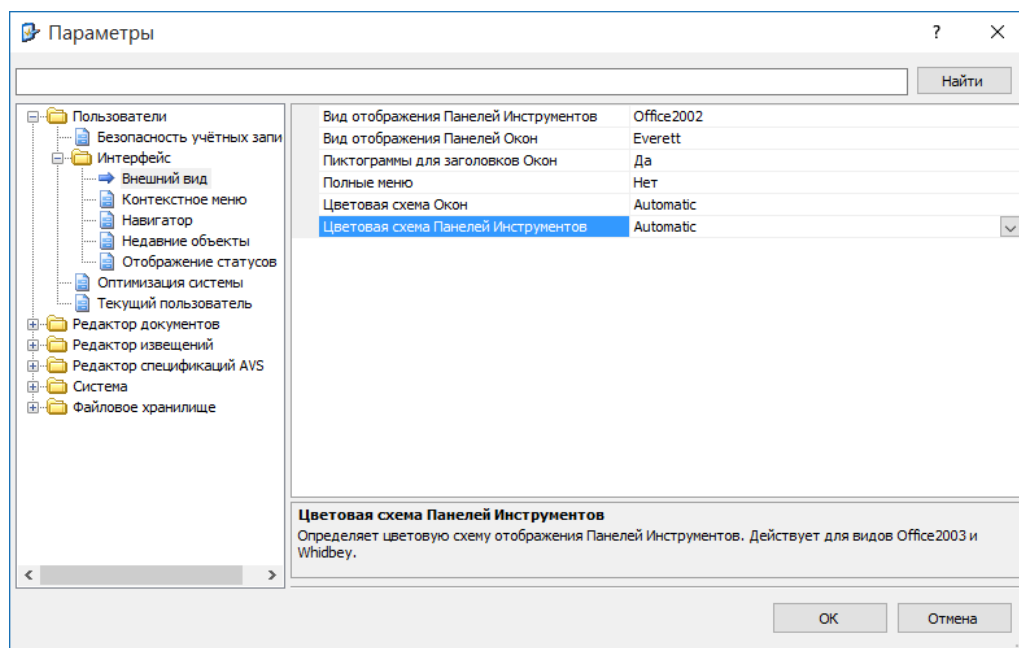 Параметры
?
Найти
Пользователи
Безопасность учётных запи
Интерфейс
Внешний вид
Контекстное меню
Навигатор
Недавние объекты
Отображение статусов
Оптимизация системы
Текущий пользователь
Редактор документов
Редактор извещений
Редактор спецификаций AVS
Система
Файловое хранилище
Вид отображения Панелей Инструментов Office2002
Вид отображения Панелей Окон Everett
Пиктограммы для заголовков Окон Да
Полные меню Нет
Цветовая схема Окон Automatic
Цветовая схема Панелей Инструментов Automatic
Цветовая схема Панелей Инструментов
Определяет цветовую схему отображения Панелей Инструментов. Действует для видов Office2003 и
Whidbey.
OK
Отмена